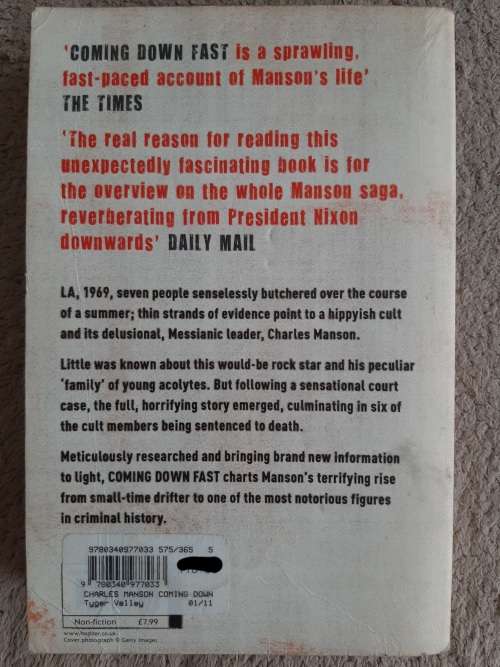 'COMING DOWN FAST is a sprawling,
fast-paced account of Manson's life'
THE TIMES
'The real reason for reading this
unexpectedly fascinating book is for
the overview on the whole Manson saga,
reverberating from President Nixon
downwards' DAILY MAIL
LA, 1969, seven people senselessly butchered over the course
of a summer; thin strands of evidence point to a hippyish cult
and its delusional, Messianic leader, Charles Manson.
Little was known about this would-be rock star and his peculiar
'family' of young acolytes. But following a sensational court
case, the full, horrifying story emerged, culminating in six of
the cult members being sentenced to death.
Meticulously researched and bringing brand new information
to light, COMING DOWN FAST charts Manson's terrifying rise
from small-time drifter to one of the most notorious figures
in criminal history.
9780340977033 575/365 5
9 780340 977033
CHARLES MANSON COMING DOWN
Tyger Valley 01/11
Non-fiction £7.99
www.hodder.co.uk
Cover photograph © Getty Images